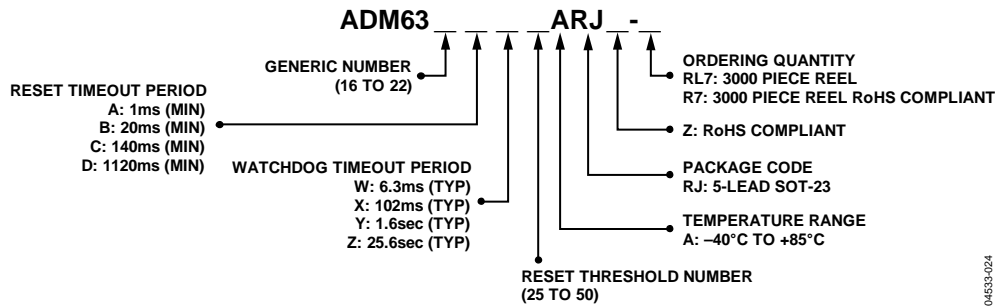 ADM63_ _ _ _ ARJ_-_
GENERIC NUMBER
(16 TO 22)
RESET TIMEOUT PERIOD
A: 1ms (MIN)
B: 20ms (MIN)
C: 140ms (MIN)
D: 1120ms (MIN)
WATCHDOG TIMEOUT PERIOD
W: 6.3ms (TYP)
X: 102ms (TYP)
Y: 1.6sec (TYP)
Z: 25.6sec (TYP)
RESET THRESHOLD NUMBER
(25 TO 50)
ORDERING QUANTITY
RL7: 3000 PIECE REEL
R7: 3000 PIECE REEL RoHS COMPLIANT
Z: RoHS COMPLIANT
PACKAGE CODE
RJ: 5-LEAD SOT-23
TEMPERATURE RANGE
A: –40°C TO +85°C
04533-024